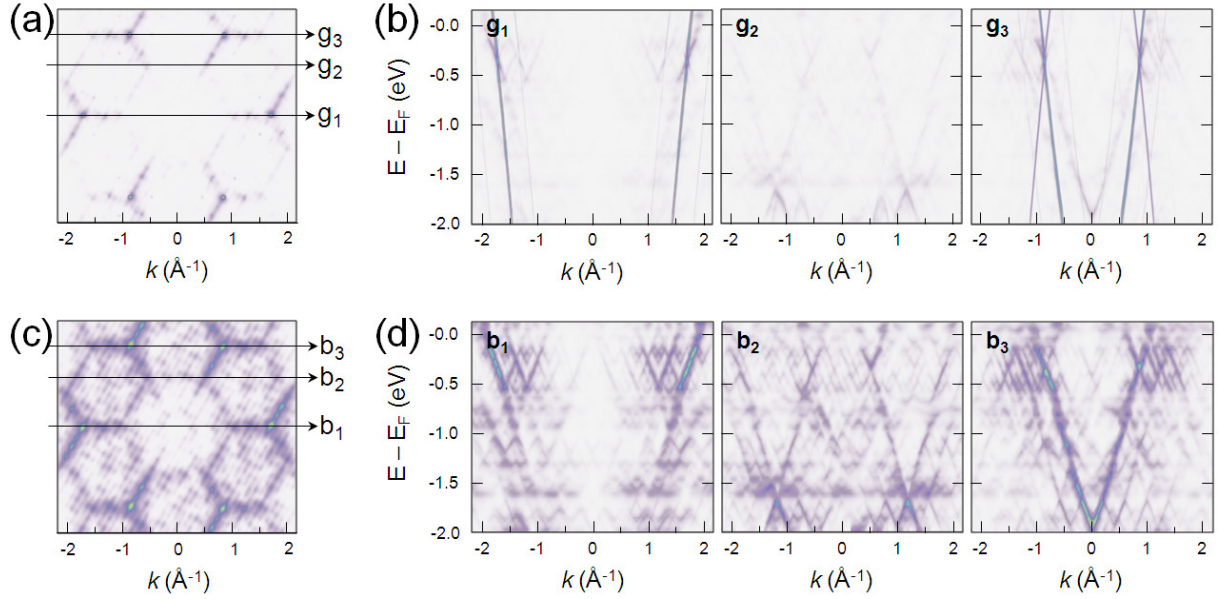 (a)
g₃
g₂
g₁
-2 -1 0 1 2
k (Å⁻¹)
(b)
g₁ g₂ g₃
-0.0
-0.5
-1.0
-1.5
-2.0
E – E_F (eV)
-2 -1 0 1 2 -2 -1 0 1 2 -2 -1 0 1 2
k (Å⁻¹) k (Å⁻¹) k (Å⁻¹)
(c)
b₃
b₂
b₁
-2 -1 0 1 2
k (Å⁻¹)
(d)
b₁ b₂ b₃
-0.0
-0.5
-1.0
-1.5
-2.0
E – E_F (eV)
-2 -1 0 1 2 -2 -1 0 1 2 -2 -1 0 1 2
k (Å⁻¹) k (Å⁻¹) k (Å⁻¹)